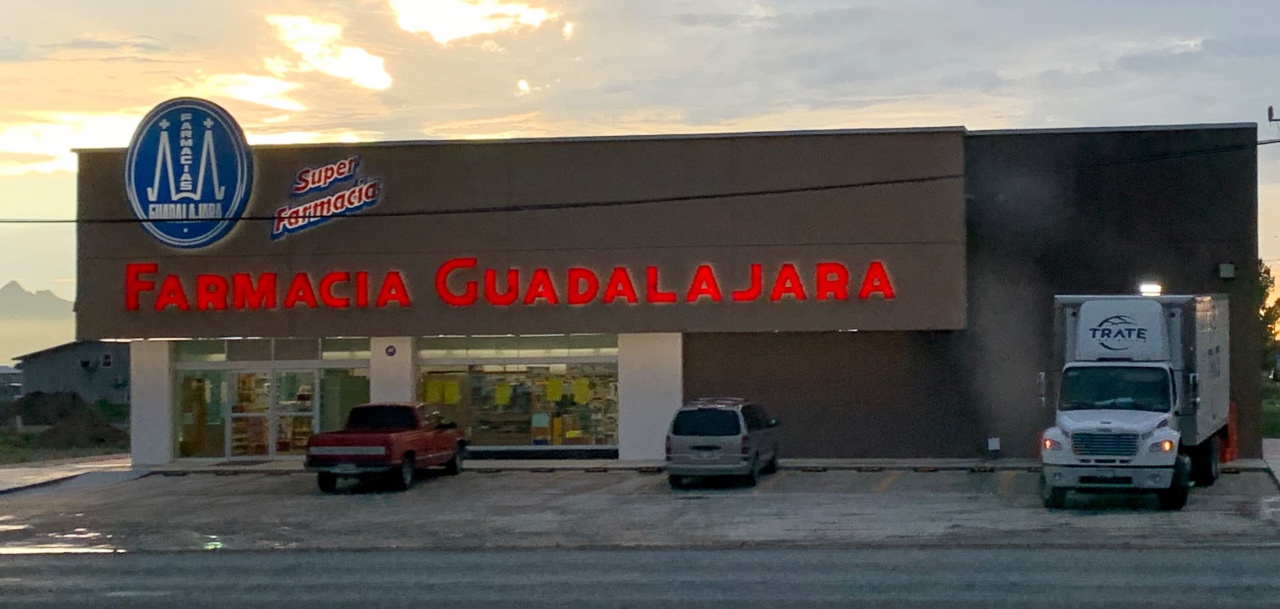 FARMACIAS
GUADALAJARA
Super
Farmacia
FARMACIA GUADALAJARA
TRATE